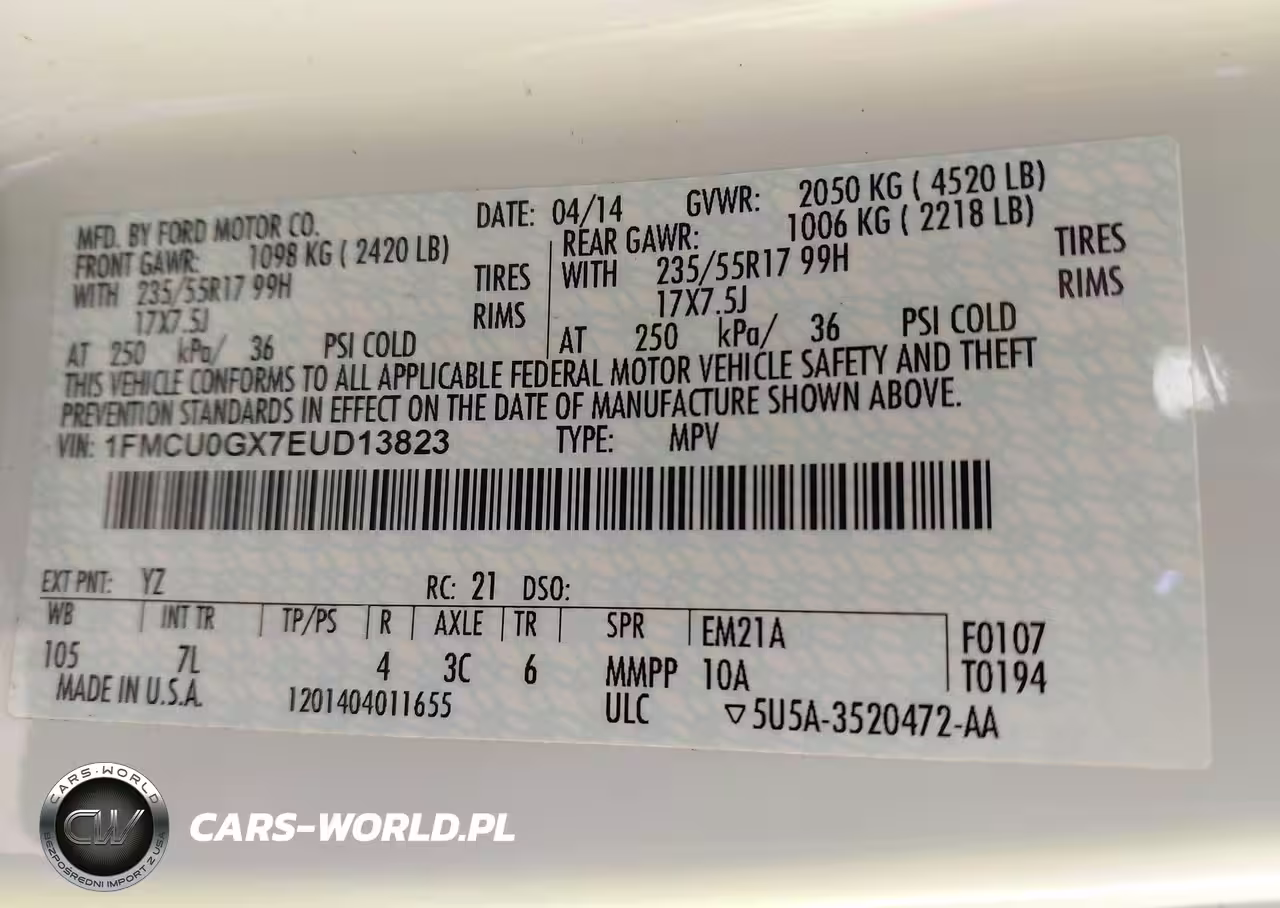 MFD. BY FORD MOTOR CO. DATE: 04/14 GVWR: 2050 KG ( 4520 LB)
FRONT GAWR: 1098 KG ( 2420 LB) REAR GAWR: 1006 KG ( 2218 LB)
WITH 235/55R17 99H TIRES WITH 235/55R17 99H TIRES
17X7.5J RIMS 17X7.5J RIMS
AT 250 kPa/ 36 PSI COLD AT 250 kPa/ 36 PSI COLD
THIS VEHICLE CONFORMS TO ALL APPLICABLE FEDERAL MOTOR VEHICLE SAFETY AND THEFT
PREVENTION STANDARDS IN EFFECT ON THE DATE OF MANUFACTURE SHOWN ABOVE.
VIN: 1FMCU0GX7EUD13823 TYPE: MPV
EXT PNT: YZ RC: 21 DSO:
WB INT TR TP/PS R AXLE TR SPR EM21A F0107
105 7L 4 3C 6 MMPP 10A T0194
MADE IN U.S.A. 1201404011655 ULC ▽5U5A-3520472-AA
CARS-WORLD
CW
BEZPOŚREDNI IMPORT Z USA
CARS-WORLD.PL